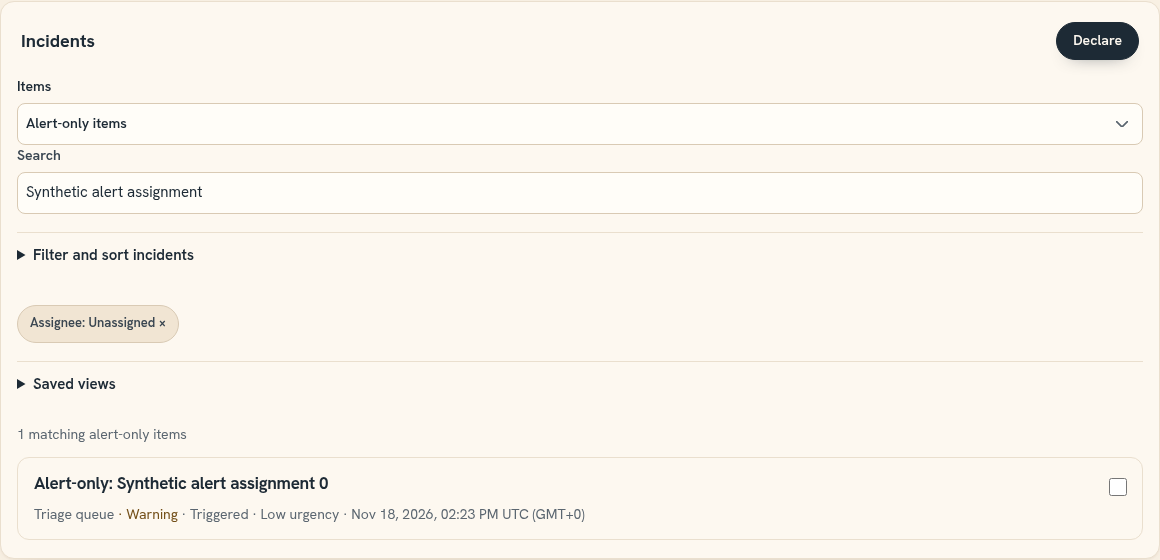 Incidents
Declare
Items
Alert-only items
Search
Synthetic alert assignment
Filter and sort incidents
Assignee: Unassigned ×
Saved views
1 matching alert-only items
Alert-only: Synthetic alert assignment 0
Triage queue · Warning · Triggered · Low urgency · Nov 18, 2026, 02:23 PM UTC (GMT+0)